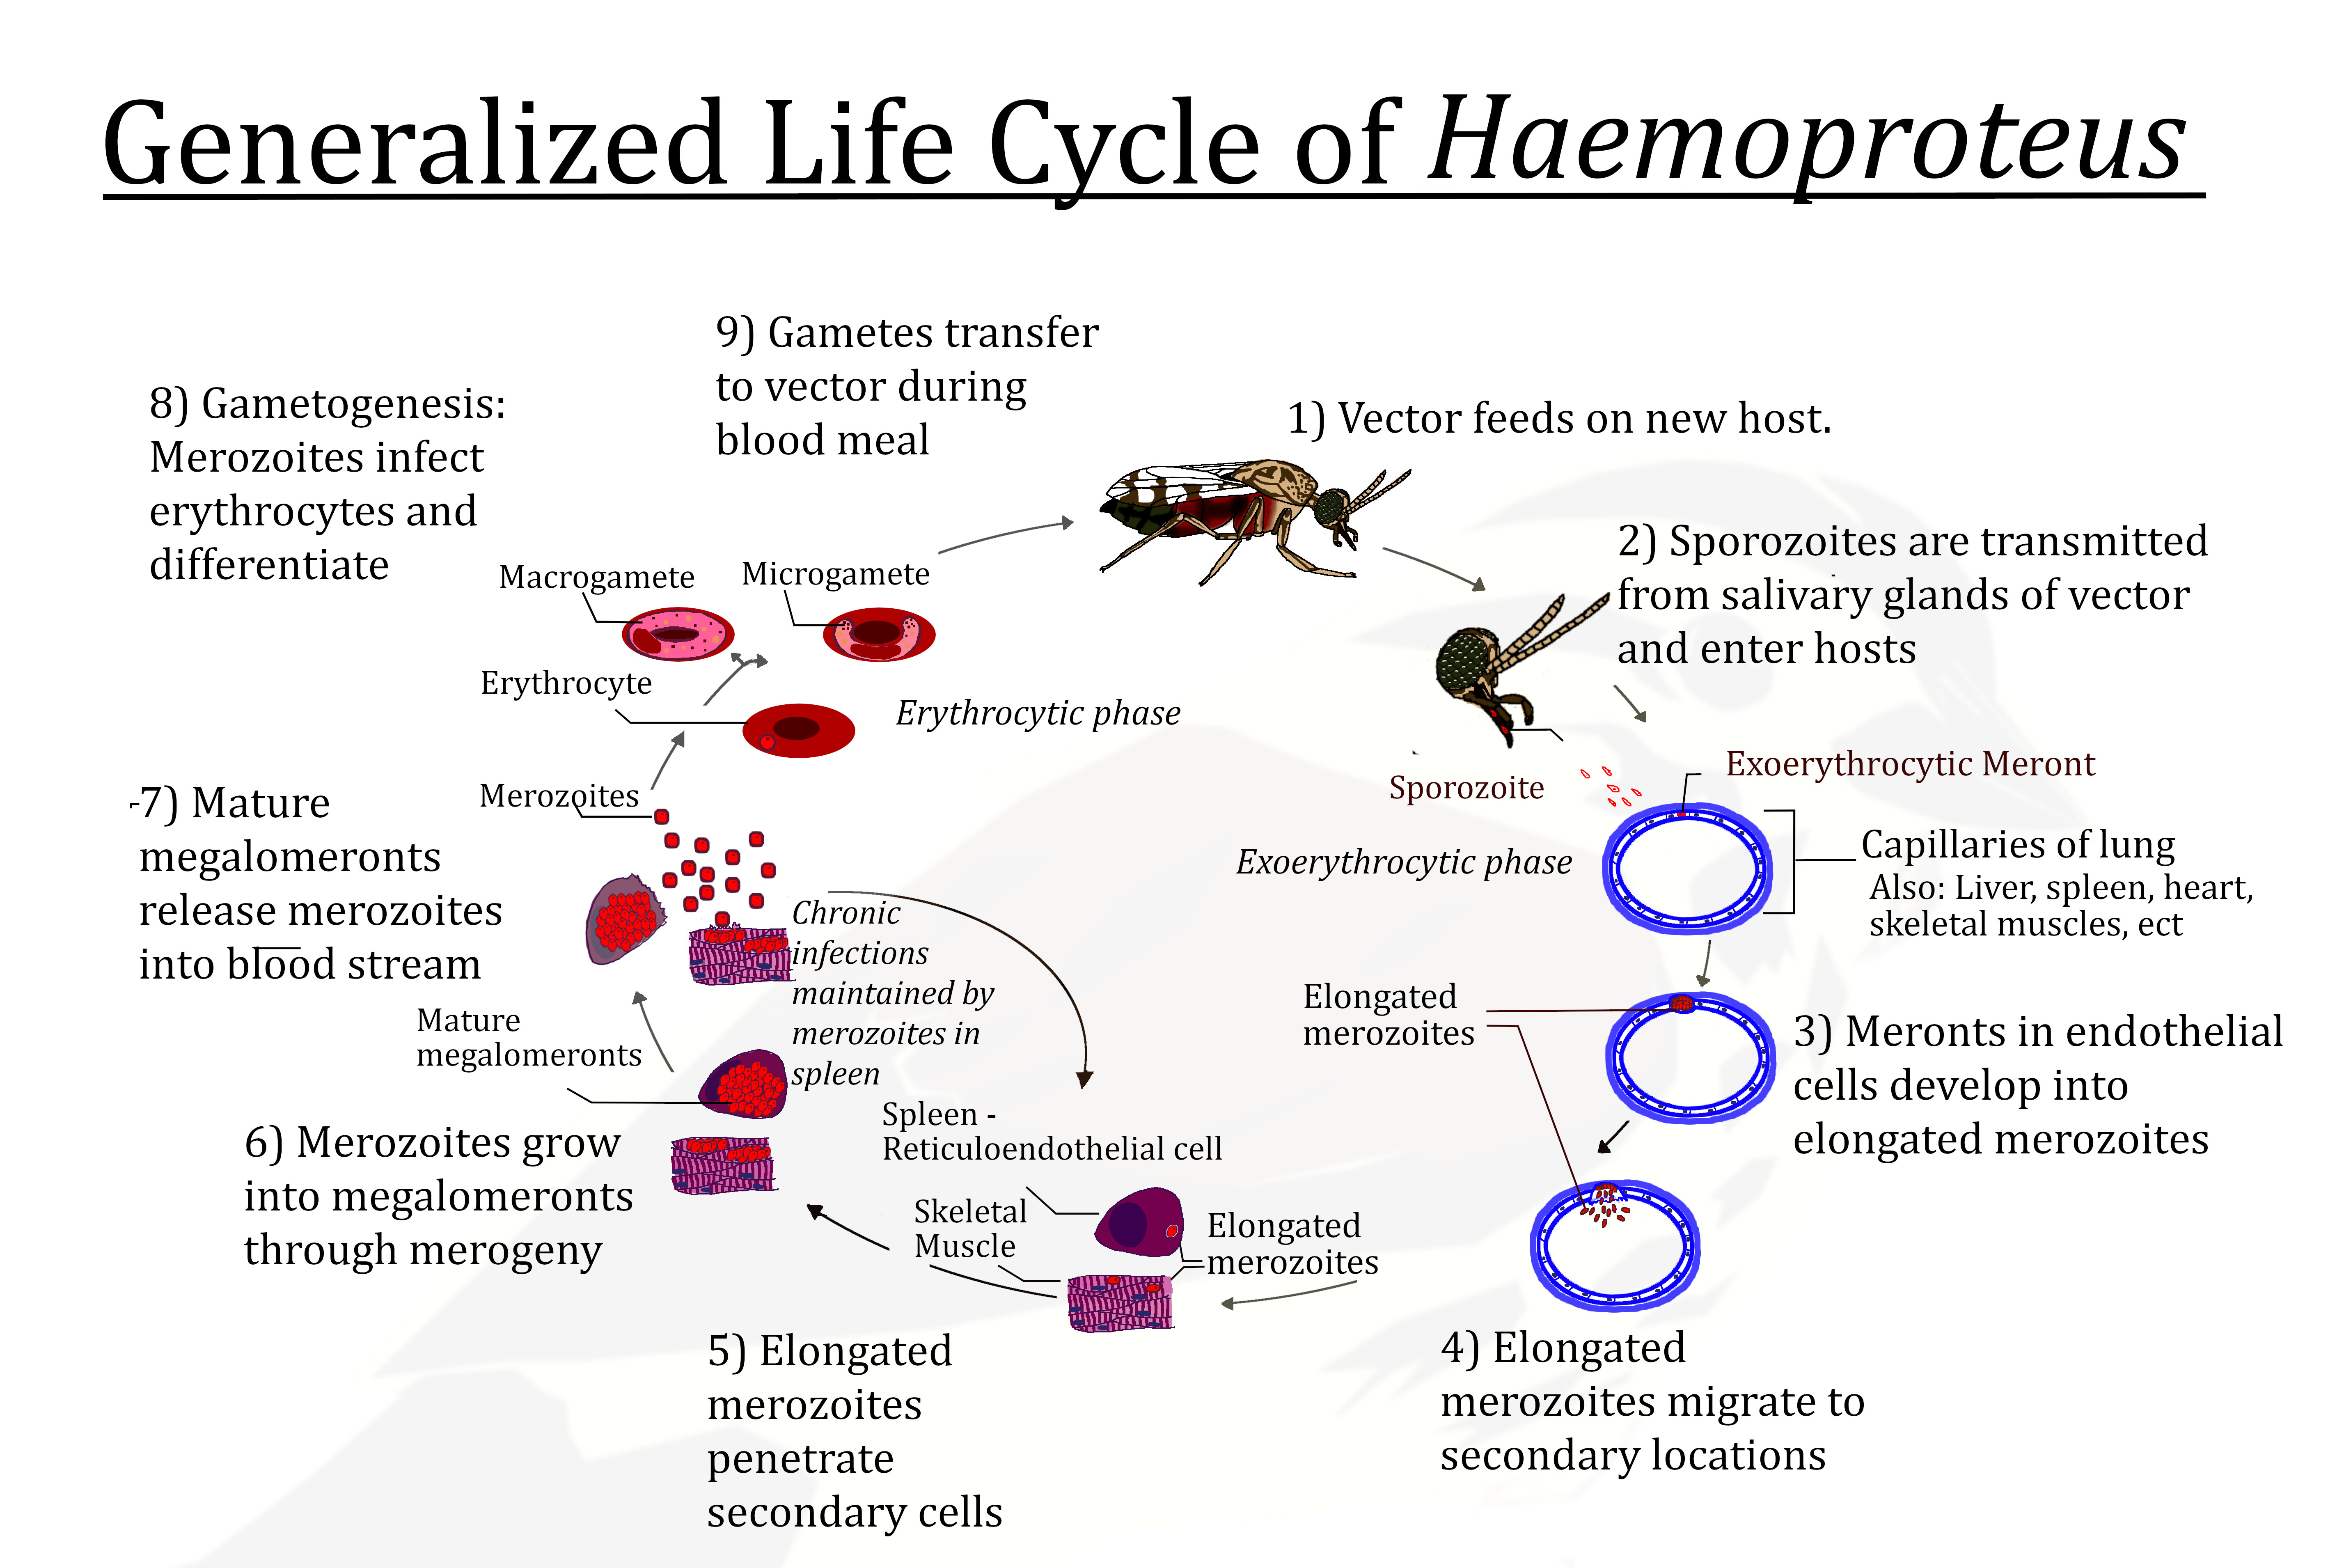 Generalized Life Cycle of Haemoproteus
9) Gametes transfer
to vector during
blood meal
8) Gametogenesis:
Merozoites infect
erythrocytes and
differentiate
1) Vector feeds on new host.
2) Sporozoites are transmitted
from salivary glands of vector
and enter hosts
Macrogamete
Microgamete
Erythrocyte
Erythrocytic phase
Merozoites
Sporozoite
Exoerythrocytic Meront
Exoerythrocytic phase
Capillaries of lung
Also: Liver, spleen, heart,
skeletal muscles, ect
7) Mature
megalomeronts
release merozoites
into blood stream
Chronic
infections
maintained by
merozoites in
spleen
Elongated
merozoites
3) Meronts in endothelial
cells develop into
elongated merozoites
Mature
megalomeronts
6) Merozoites grow
into megalomeronts
through merogeny
Spleen -
Reticuloendothelial cell
Skeletal
Muscle
Elongated
merozoites
5) Elongated
merozoites
penetrate
secondary cells
4) Elongated
merozoites migrate to
secondary locations